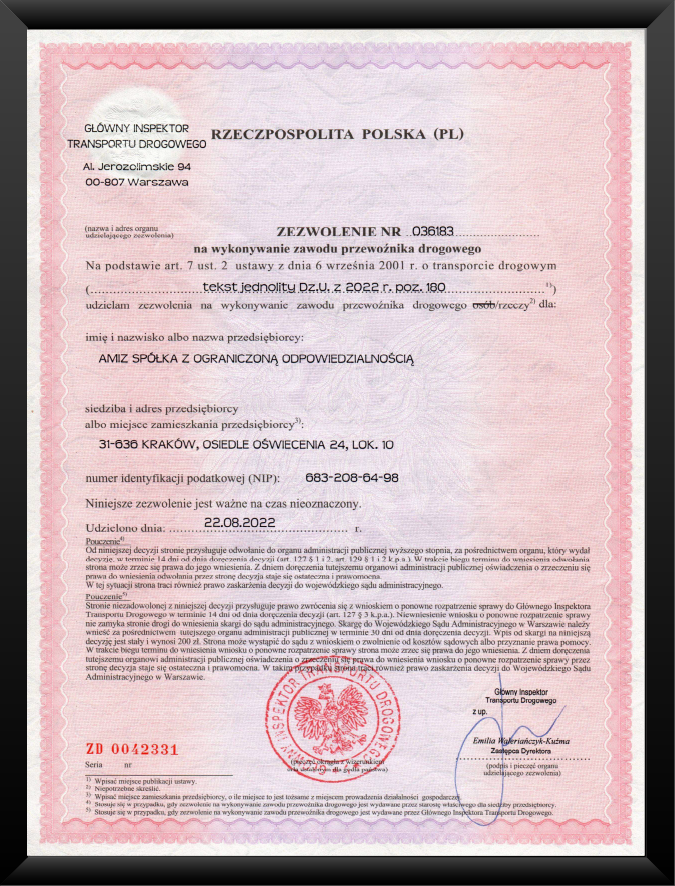 GŁÓWNY INSPEKTOR
TRANSPORTU DROGOWEGO
Al. Jerozolimskie 94
00-807 Warszawa
RZECZPOSPOLITA POLSKA (PL)
(nazwa i adres organu
udzielającego zezwolenia)
ZEZWOLENIE NR 036183
na wykonywanie zawodu przewoźnika drogowego
Na podstawie art. 7 ust. 2 ustawy z dnia 6 września 2001 r. o transporcie drogowym
( tekst jednolity Dz.U. z 2022 r. poz. 180 1))
udzielam zezwolenia na wykonywanie zawodu przewoźnika drogowego osób/rzeczy2) dla:
imię i nazwisko albo nazwa przedsiębiorcy:
AMIZ SPÓŁKA Z OGRANICZONĄ ODPOWIEDZIALNOŚCIĄ
siedziba i adres przedsiębiorcy
albo miejsce zamieszkania przedsiębiorcy3):
31-636 KRAKÓW, OSIEDLE OŚWIECENIA 24, LOK. 10
numer identyfikacji podatkowej (NIP): 683-208-64-98
Niniejsze zezwolenie jest ważne na czas nieoznaczony.
Udzielono dnia: 22.08.2022 r.
Pouczenie4)
Od niniejszej decyzji stronie przysługuje odwołanie do organu administracji publicznej wyższego stopnia, za pośrednictwem organu, który wydał
decyzję, w terminie 14 dni od dnia doręczenia decyzji (art. 127 § 1 i 2, art. 129 § 1 i 2 k.p.a.). W trakcie biegu terminu do wniesienia odwołania
strona może zrzec się prawa do jego wniesienia. Z dniem doręczenia tutejszemu organowi administracji publicznej oświadczenia o zrzeczeniu się
prawa do wniesienia odwołania przez stronę decyzja staje się ostateczna i prawomocna.
W tej sytuacji strona traci również prawo zaskarżenia decyzji do wojewódzkiego sądu administracyjnego.
Pouczenie5)
Stronie niezadowolonej z niniejszej decyzji przysługuje prawo zwrócenia się z wnioskiem o ponowne rozpatrzenie sprawy do Głównego Inspektora
Transportu Drogowego w terminie 14 dni od dnia doręczenia decyzji (art. 127 § 3 k.p.a.). Niewniesienie wniosku o ponowne rozpatrzenie sprawy
nie zamyka stronie drogi do wniesienia skargi do sądu administracyjnego. Skargę do Wojewódzkiego Sądu Administracyjnego w Warszawie należy
wnieść za pośrednictwem tutejszego organu administracji publicznej w terminie 30 dni od dnia doręczenia decyzji. Wpis od skargi na niniejszą
decyzję jest stały i wynosi 200 zł. Strona może wystąpić do sądu z wnioskiem o zwolnienie od kosztów sądowych albo przyznanie prawa pomocy.
W trakcie biegu terminu do wniesienia wniosku o ponowne rozpatrzenie sprawy strona może zrzec się prawa do jego wniesienia. Z dniem doręczenia
tutejszemu organowi administracji publicznej oświadczenia o zrzeczeniu się prawa do wniesienia wniosku o ponowne rozpatrzenie sprawy przez
stronę decyzja staje się ostateczna i prawomocna. W takim przypadku strona traci również prawo zaskarżenia decyzji do Wojewódzkiego Sądu
Administracyjnego w Warszawie.
INSPEKTOR TRANSPORTU DROGOWEGO
Główny Inspektor
Transportu Drogowego
z up.
Emilia Waleriańczyk-Kuźma
Zastępca Dyrektora
(podpis i pieczęć organu
udzielającego zezwolenia)
ZD 0042331
Seria nr
(pieczęć okrągła z wizerunkiem
orła ustalonym dla godła państwa)
1) Wpisać miejsce publikacji ustawy.
2) Niepotrzebne skreślić.
3) Wpisać miejsce zamieszkania przedsiębiorcy, o ile miejsce to jest tożsame z miejscem prowadzenia działalności gospodarczej.
4) Stosuje się w przypadku, gdy zezwolenie na wykonywanie zawodu przewoźnika drogowego jest wydawane przez starostę właściwego dla siedziby przedsiębiorcy.
5) Stosuje się w przypadku, gdy zezwolenie na wykonywanie zawodu przewoźnika drogowego jest wydawane przez Głównego Inspektora Transportu Drogowego.